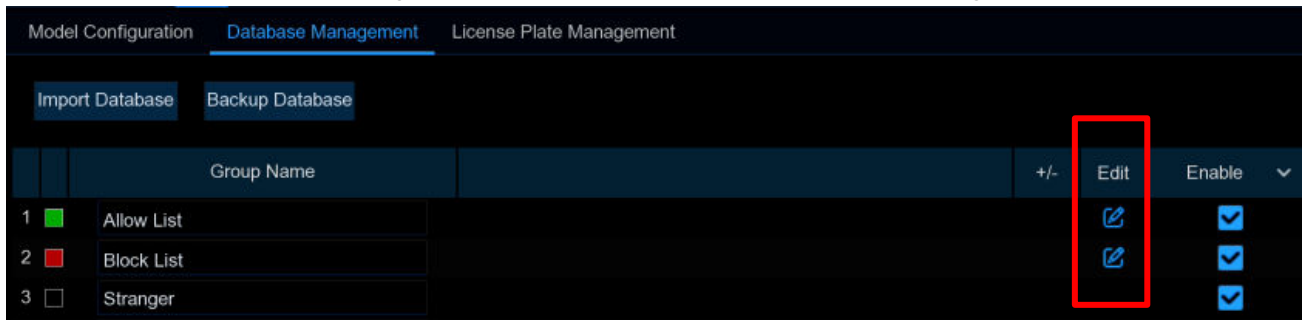 Model Configuration Database Management License Plate Management
Import Database Backup Database
Group Name +/- Edit Enable
1 Allow List
2 Block List
3 Stranger